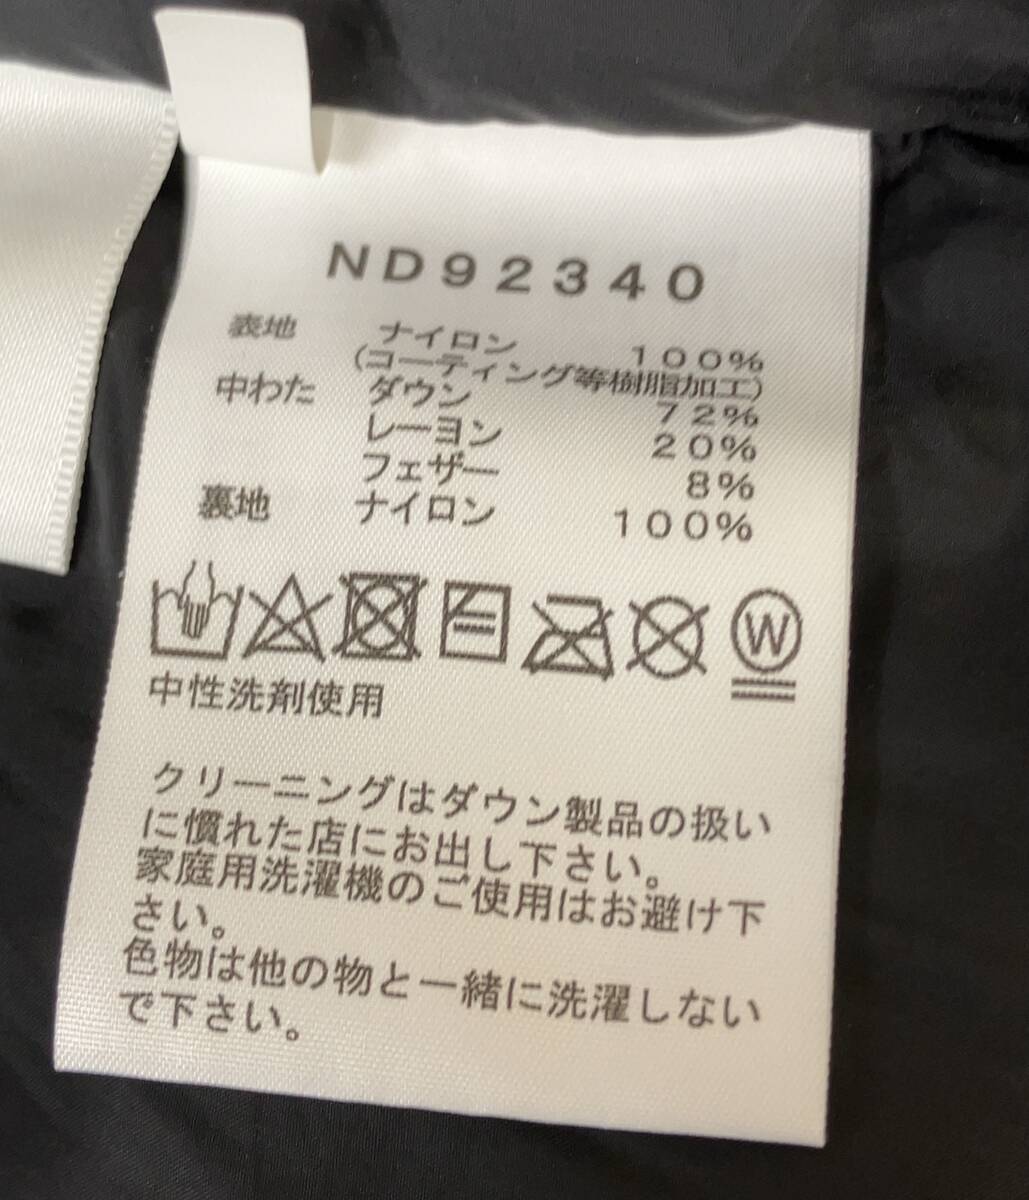 ND92340
表地 ナイロン 100%
(コーティング等樹脂加工)
中わた ダウン 72%
レーヨン 20%
フェザー 8%
裏地 ナイロン 100%
W
中性洗剤使用
クリーニングはダウン製品の扱い
に慣れた店にお出し下さい。
家庭用洗濯機のご使用はお避け下
さい。
色物は他の物と一緒に洗濯しない
で下さい。